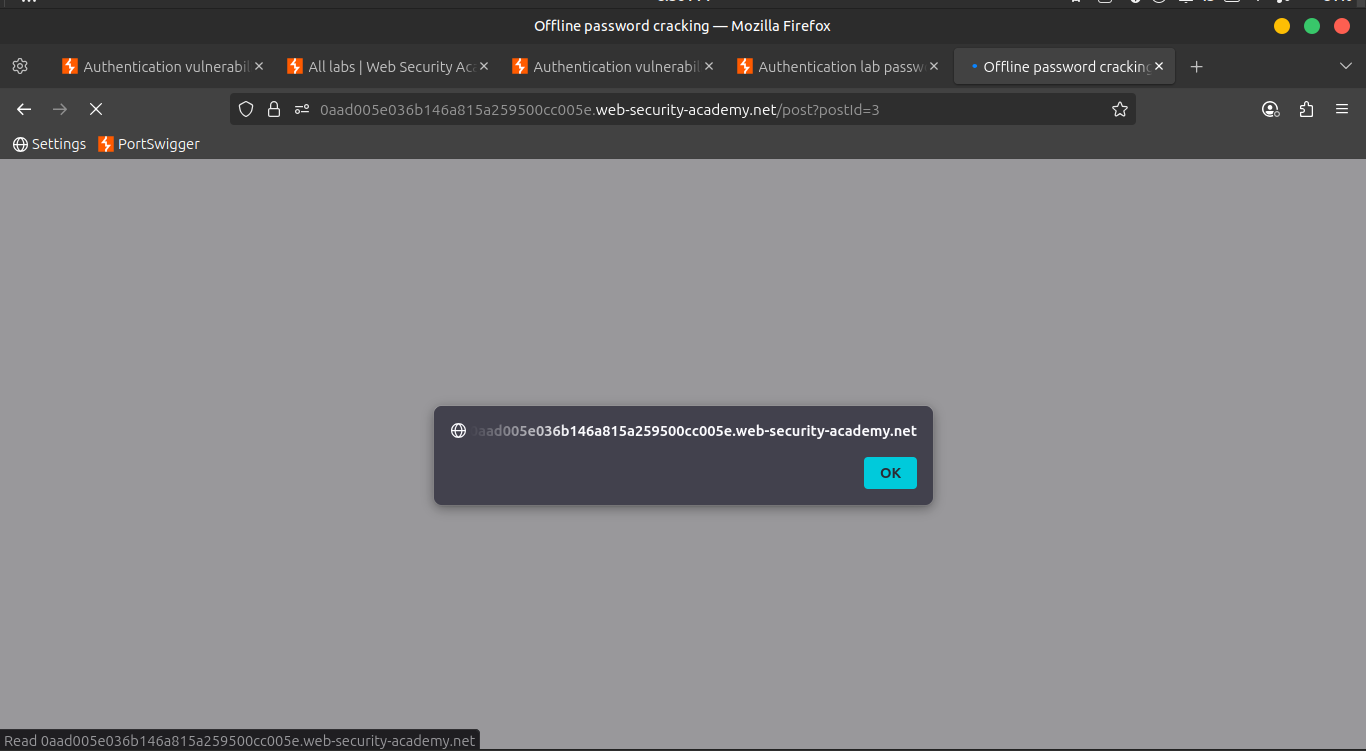 Offline password cracking — Mozilla Firefox
Authentication vulnerabil All labs | Web Security Ac Authentication vulnerabil Authentication lab passw Offline password cracking
0aad005e036b146a815a259500cc005e.web-security-academy.net/post?postId=3
Settings PortSwigger
0aad005e036b146a815a259500cc005e.web-security-academy.net
OK
Read 0aad005e036b146a815a259500cc005e.web-security-academy.net